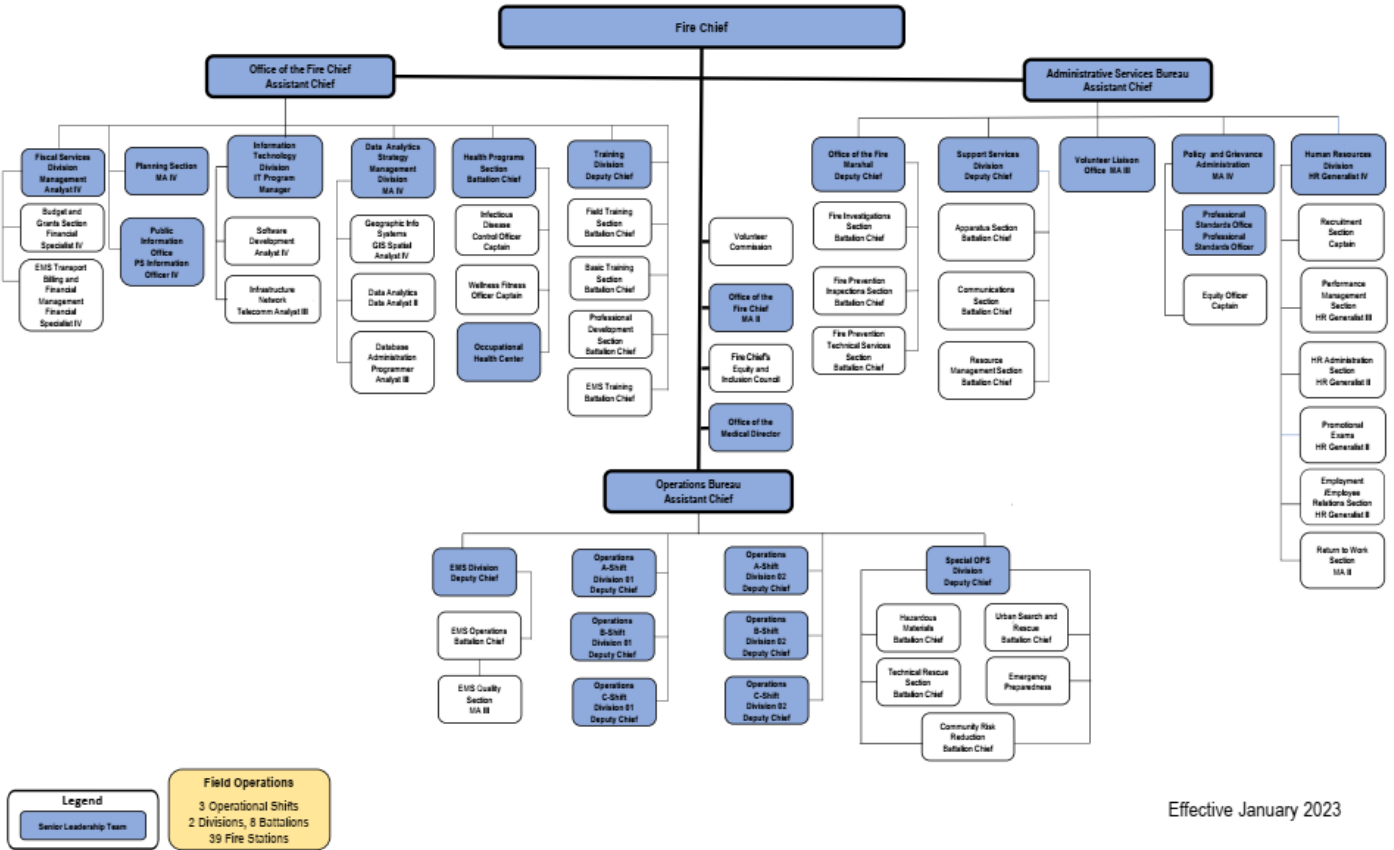 Fire Chief
Office of the Fire Chief
Assistant Chief
Administrative Services Bureau
Assistant Chief
Fiscal Services
Division
Management
Analyst IV
Budget and
Grants Section
Financial
Specialist IV
EMS Transport
Billing and
Financial
Management
Financial
Specialist IV
Planning Section
MA IV
Public
Information
Office
PS Information
Officer IV
Information
Technology
Division
IT Program
Manager
Software
Development
Analyst IV
Infrastructure
Network
Telecomm Analyst III
Data Analytics
Strategy
Management
Division
MA IV
Geographic Info
Systems
GIS Spatial
Analyst IV
Data Analytics
Data Analyst II
Database
Administration
Programmer
Analyst III
Health Programs
Section
Battalion Chief
Infectious
Disease
Control Officer
Captain
Wellness Fitness
Officer Captain
Occupational
Health Center
Training
Division
Deputy Chief
Field Training
Section
Battalion Chief
Basic Training
Section
Battalion Chief
Professional
Development
Section
Battalion Chief
EMS Training
Battalion Chief
Volunteer
Commission
Office of the
Fire Chief
MA II
Fire Chief's
Equity and
Inclusion Council
Office of the
Medical Director
Office of the Fire
Marshal
Deputy Chief
Fire Investigations
Section
Battalion Chief
Fire Prevention
Inspections Section
Battalion Chief
Fire Prevention
Technical Services
Section
Battalion Chief
Support Services
Division
Deputy Chief
Apparatus Section
Battalion Chief
Communications
Section
Battalion Chief
Resource
Management Section
Battalion Chief
Volunteer Liaison
Office MA III
Policy and Grievance
Administration
MA IV
Professional
Standards Office
Professional
Standards Officer
Equity Officer
Captain
Human Resources
Division
HR Generalist IV
Recruitment
Section
Captain
Performance
Management
Section
HR Generalist III
HR Administration
Section
HR Generalist II
Promotional
Exams
HR Generalist II
Employment
/Employee
Relations Section
HR Generalist II
Return to Work
Section
MA II
Operations Bureau
Assistant Chief
EMS Division
Deputy Chief
EMS Operations
Battalion Chief
EMS Quality
Section
MA III
Operations
A-Shift
Division 01
Deputy Chief
Operations
B-Shift
Division 01
Deputy Chief
Operations
C-Shift
Division 01
Deputy Chief
Operations
A-Shift
Division 02
Deputy Chief
Operations
B-Shift
Division 02
Deputy Chief
Operations
C-Shift
Division 02
Deputy Chief
Special OPS
Division
Deputy Chief
Hazardous
Materials
Battalion Chief
Urban Search and
Rescue
Battalion Chief
Technical Rescue
Section
Battalion Chief
Emergency
Preparedness
Community Risk
Reduction
Battalion Chief
Legend
Senior Leadership Team
Field Operations
3 Operational Shifts
2 Divisions, 8 Battalions
39 Fire Stations
Effective January 2023